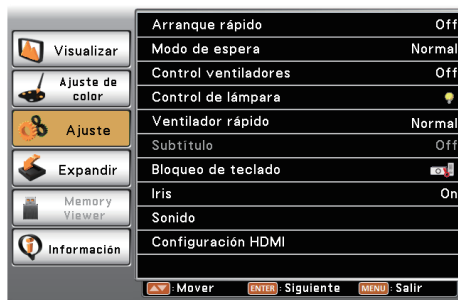 Visualizar
Ajuste de
color
Ajuste
Expandir
Memory
Viewer
Información
Arranque rápido Off
Modo de espera Normal
Control ventiladores Off
Control de lámpara
Ventilador rápido Normal
Subtitulo Off
Bloqueo de teclado
Iris On
Sonido
Configuración HDMI
:Mover ENTER :Siguiente MENU :Salir